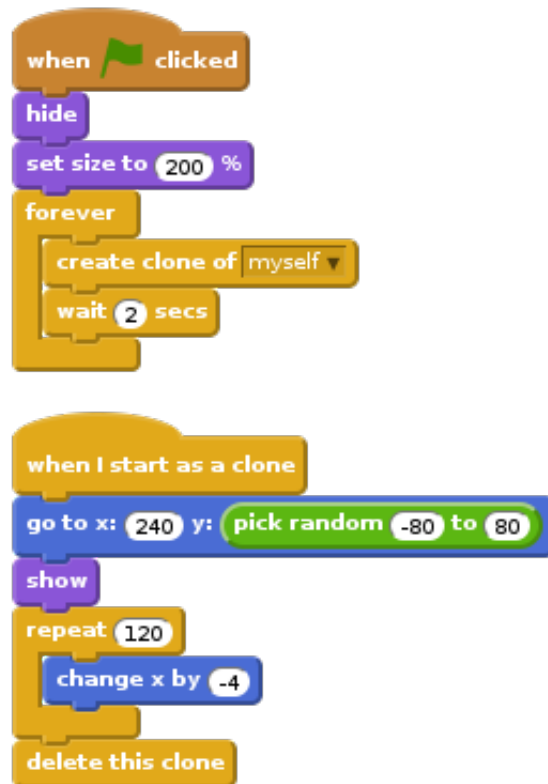 when clicked
hide
set size to 200 %
forever
create clone of myself
wait 2 secs
when I start as a clone
go to x: 240 y: pick random -80 to 80
show
repeat 120
change x by -4
delete this clone